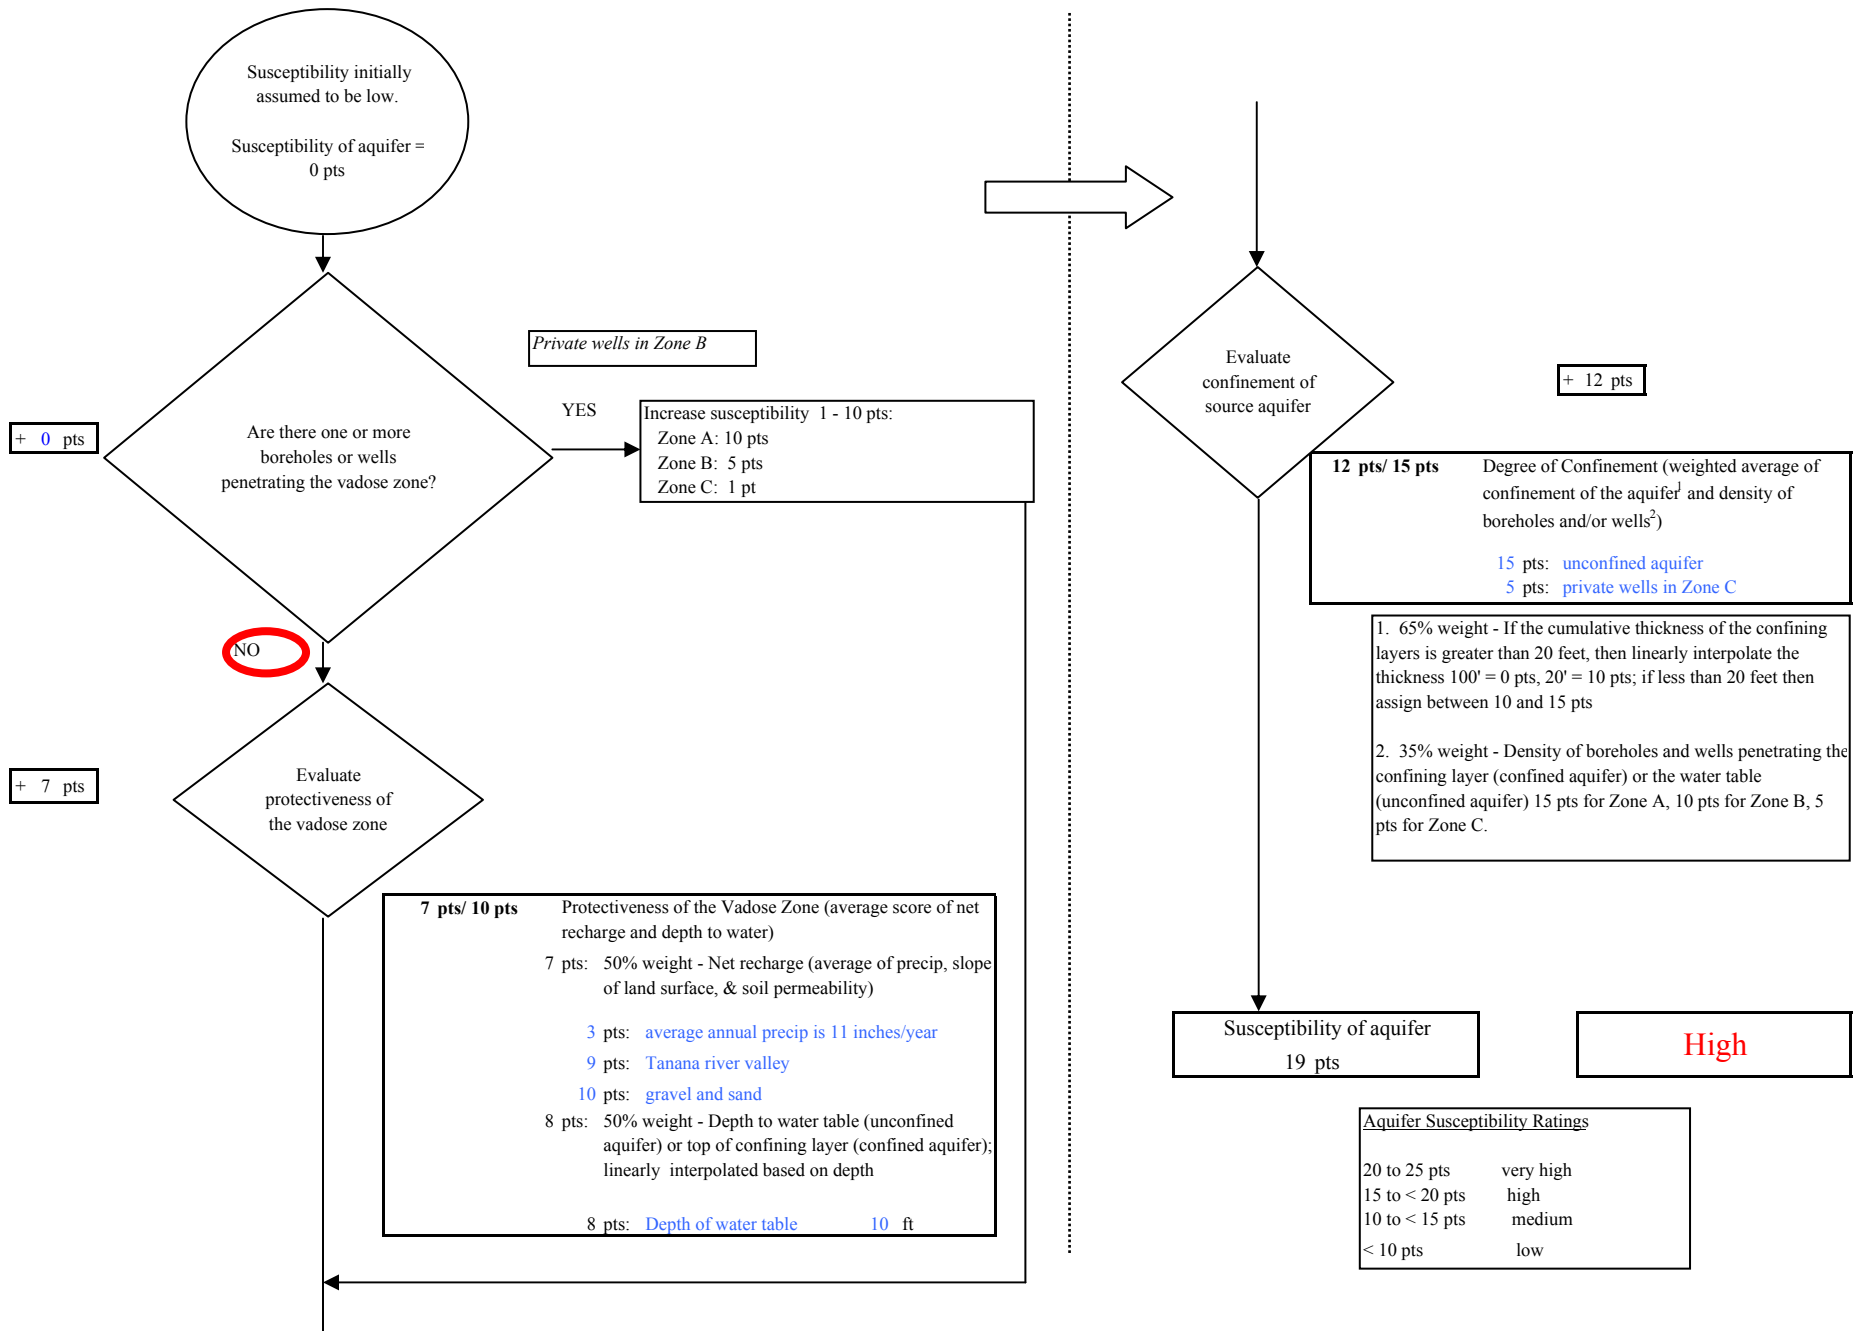 Susceptibility initially
assumed to be low.
Susceptibility of aquifer =
0 pts
Private wells in Zone B
+ 0 pts
Are there one or more
boreholes or wells
penetrating the vadose zone?
YES
Increase susceptibility 1 - 10 pts:
Zone A: 10 pts
Zone B: 5 pts
Zone C: 1 pt
NO
+ 7 pts
Evaluate
protectiveness of
the vadose zone
7 pts/ 10 pts Protectiveness of the Vadose Zone (average score of net
recharge and depth to water)
7 pts: 50% weight - Net recharge (average of precip, slope
of land surface, & soil permeability)
3 pts: average annual precip is 11 inches/year
9 pts: Tanana river valley
10 pts: gravel and sand
8 pts: 50% weight - Depth to water table (unconfined
aquifer) or top of confining layer (confined aquifer);
linearly interpolated based on depth
8 pts: Depth of water table 10 ft
Evaluate
confinement of
source aquifer
+ 12 pts
12 pts/ 15 pts Degree of Confinement (weighted average of
confinement of the aquifer1 and density of
boreholes and/or wells2)
15 pts: unconfined aquifer
5 pts: private wells in Zone C
1. 65% weight - If the cumulative thickness of the confining
layers is greater than 20 feet, then linearly interpolate the
thickness 100' = 0 pts, 20' = 10 pts; if less than 20 feet then
assign between 10 and 15 pts
2. 35% weight - Density of boreholes and wells penetrating the
confining layer (confined aquifer) or the water table
(unconfined aquifer) 15 pts for Zone A, 10 pts for Zone B, 5
pts for Zone C.
Susceptibility of aquifer
19 pts
High
Aquifer Susceptibility Ratings
20 to 25 pts very high
15 to < 20 pts high
10 to < 15 pts medium
< 10 pts low